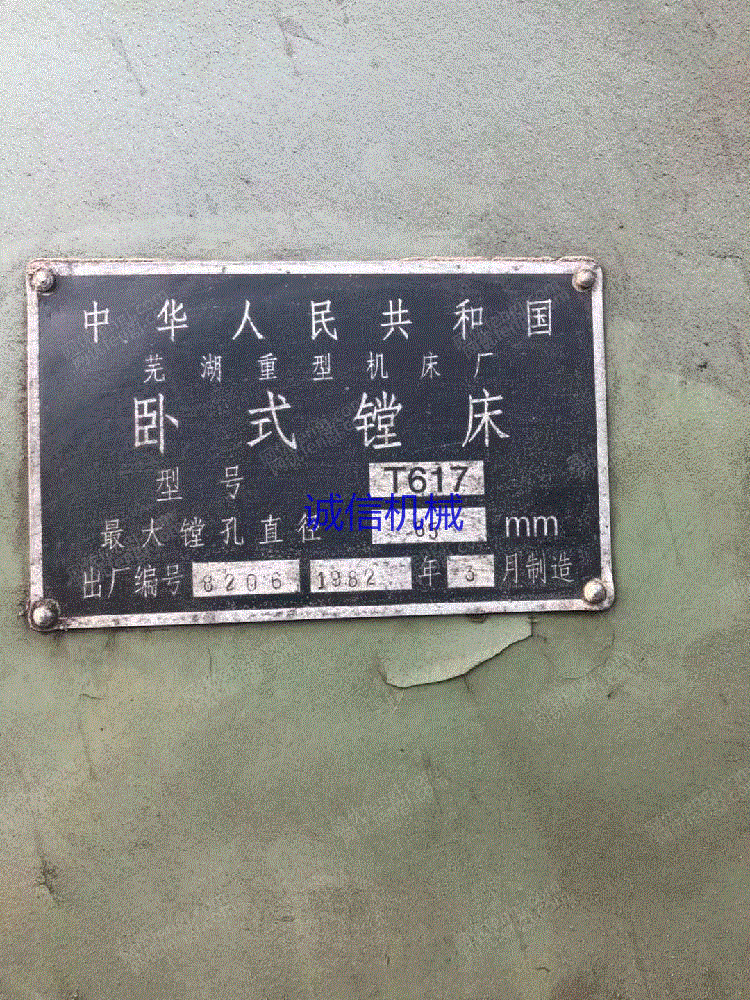 中华人民共和国
芜湖重型机床厂
卧式镗床
型号 T617
诚信机械
最大镗孔直径 mm
出厂编号 8206 1982 年 3 月制造